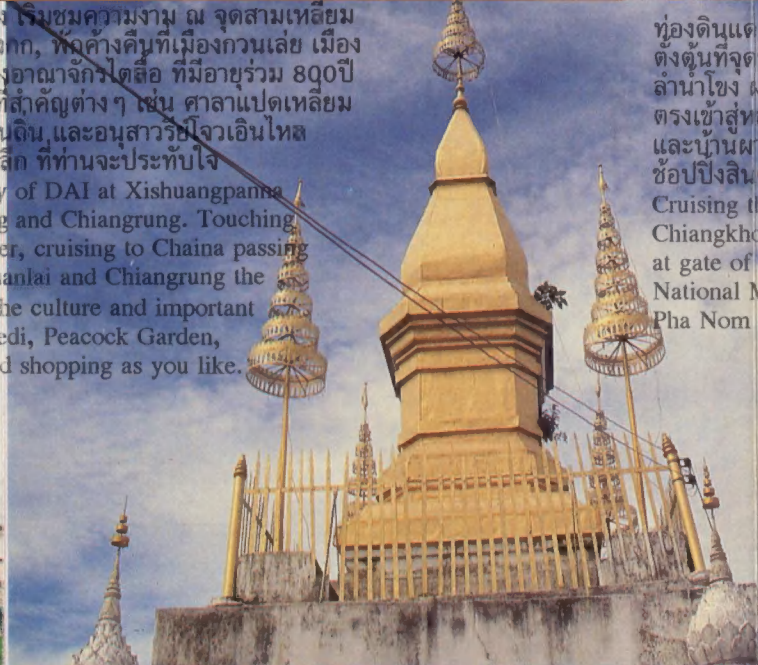 เริ่มชมความงาม ณ จุดสามเหลี่ยม
พักค้างคืนที่เมืองกวนเล่ย เมือง
อาณาจักรไตลื้อ ที่มีอายุร่วม 800ปี
ที่สำคัญต่างๆ เช่น ศาลาแปดเหลี่ยม
และอนุสาวรีย์โจวเอินไหล
ที่ท่านจะประทับใจ
of DAI at Xishuangpanna
and Chiangrung. Touching
cruising to Chaina passing
and Chiangrung the
the culture and important
Peacock Garden,
shopping as you like.
ท่องดินแด
ตั้งต้นที่จุด
ลำน้ำโขง
ตรงเข้าสู่ห
และบ้านผา
ช้อปปิ้งสิน
Cruising t
Chiangkho
at gate of
National M
Pha Nom